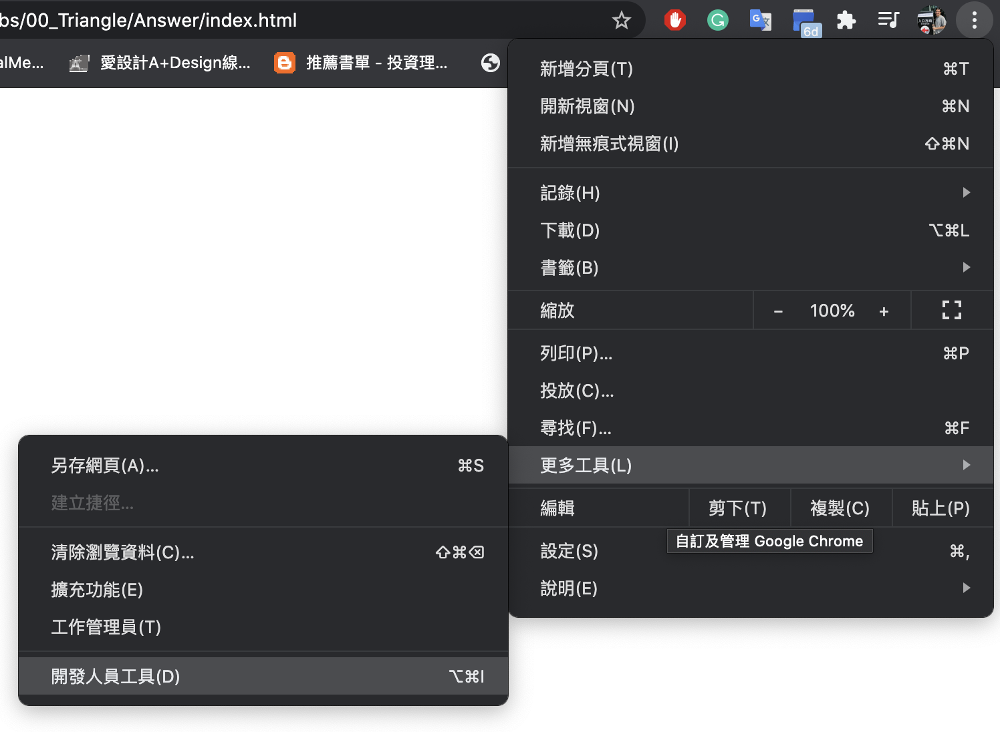 bs/00_Triangle/Answer/index.html
6d
alMe...
愛設計A+Design線...
推薦書單 - 投資理...
新增分頁(T) ⌘T
開新視窗(N) ⌘N
新增無痕式視窗(I) ⇧⌘N
記錄(H)
下載(D) ⌥⌘L
書籤(B)
縮放 - 100% +
列印(P)... ⌘P
投放(C)...
尋找(F)... ⌘F
更多工具(L)
編輯 剪下(T) 複製(C) 貼上(P)
自訂及管理 Google Chrome
設定(S) ⌘,
說明(E)
另存網頁(A)... ⌘S
建立捷徑...
清除瀏覽資料(C)... ⇧⌘⌫
擴充功能(E)
工作管理員(T)
開發人員工具(D) ⌥⌘I